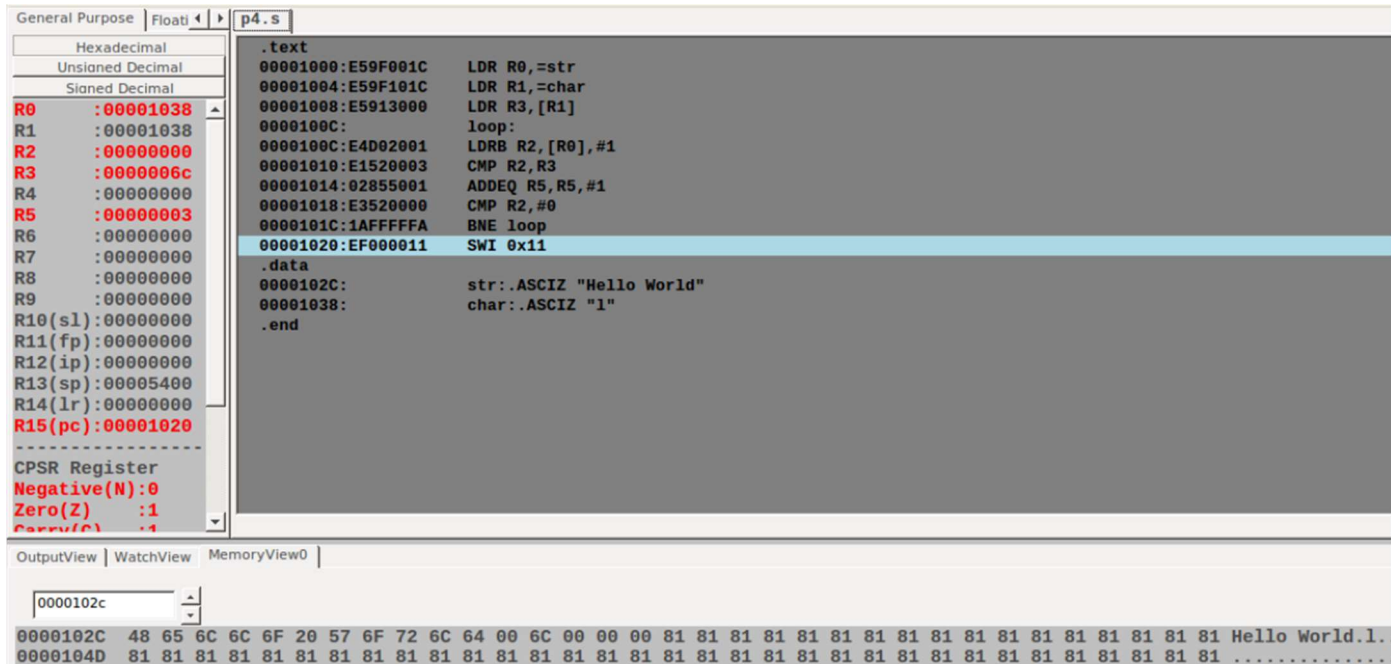 General Purpose Floati p4.s
Hexadecimal
Unsigned Decimal
Signed Decimal
R0 :00001038
R1 :00001038
R2 :00000000
R3 :0000006c
R4 :00000000
R5 :00000003
R6 :00000000
R7 :00000000
R8 :00000000
R9 :00000000
R10(sl):00000000
R11(fp):00000000
R12(ip):00000000
R13(sp):00005400
R14(lr):00000000
R15(pc):00001020
------------------
CPSR Register
Negative(N):0
Zero(Z) :1
Carry(C) :1
.text
00001000:E59F001C LDR R0,=str
00001004:E59F101C LDR R1,=char
00001008:E5913000 LDR R3,[R1]
0000100C: loop:
0000100C:E4D02001 LDRB R2,[R0],#1
00001010:E1520003 CMP R2,R3
00001014:02855001 ADDEQ R5,R5,#1
00001018:E3520000 CMP R2,#0
0000101C:1AFFFFFA BNE loop
00001020:EF000011 SWI 0x11
.data
0000102C: str:.ASCIZ "Hello World"
00001038: char:.ASCIZ "l"
.end
OutputView WatchView MemoryView0
0000102c
0000102C 48 65 6C 6C 6F 20 57 6F 72 6C 64 00 6C 00 00 00 81 81 81 81 81 81 81 81 81 81 81 81 81 81 81 81 81 Hello World.l.
0000104D 81 81 81 81 81 81 81 81 81 81 81 81 81 81 81 81 81 81 81 81 81 81 81 81 81 81 81 81 81 81 81 81 81 ..............